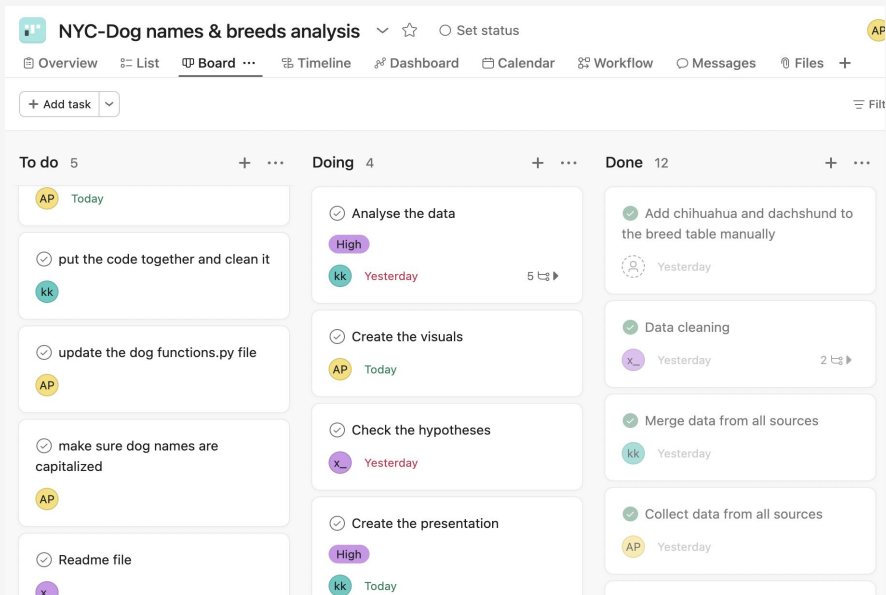 NYC-Dog names & breeds analysis
Set status
AP
Overview
List
Board
Timeline
Dashboard
Calendar
Workflow
Messages
Files
+ Add task
Filt
To do 5
AP Today
put the code together and clean it
kk
update the dog functions.py file
AP
make sure dog names are
capitalized
AP
Readme file
x_
Doing 4
Analyse the data
High
kk Yesterday 5
Create the visuals
AP Today
Check the hypotheses
x_ Yesterday
Create the presentation
High
kk Today
Done 12
Add chihuahua and dachshund to
the breed table manually
Yesterday
Data cleaning
x_ Yesterday 2
Merge data from all sources
kk Yesterday
Collect data from all sources
AP Yesterday